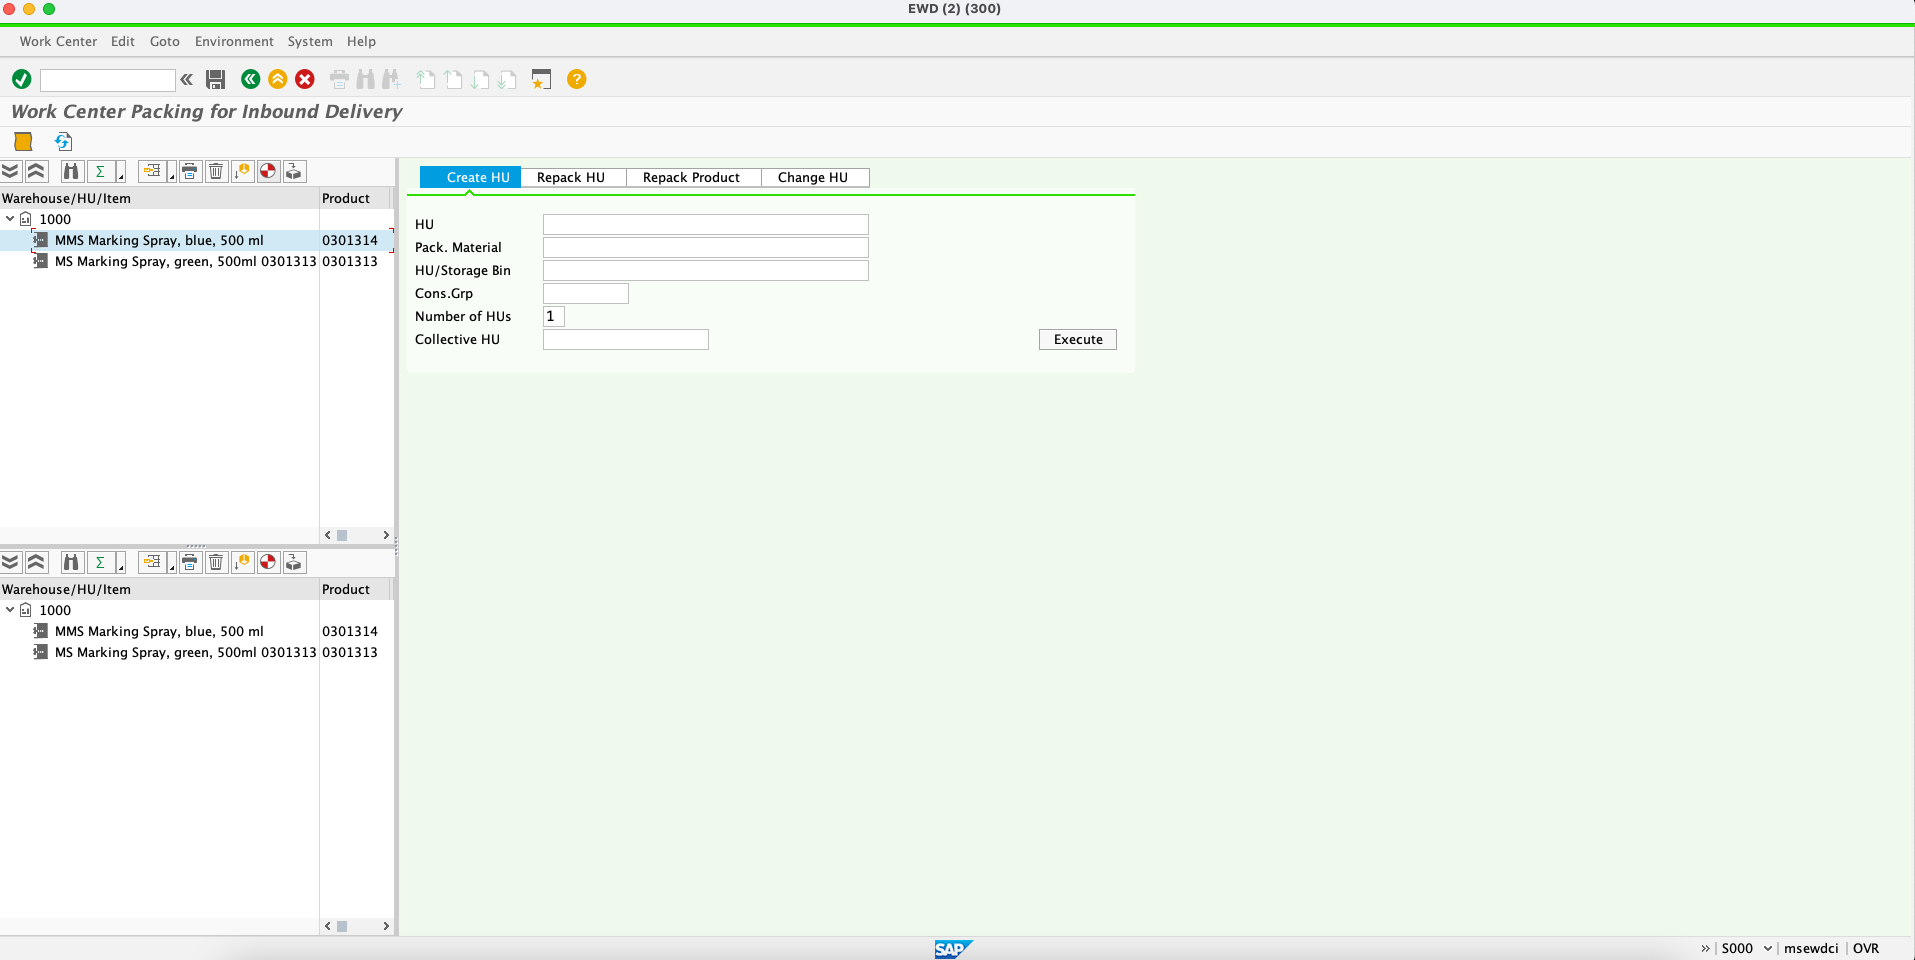 EWD (2) (300)
Work Center Edit Goto Environment System Help
Work Center Packing for Inbound Delivery
Warehouse/HU/Item Product
1000
MMS Marking Spray, blue, 500 ml 0301314
MS Marking Spray, green, 500ml 0301313 0301313
Create HU Repack HU Repack Product Change HU
HU
Pack. Material
HU/Storage Bin
Cons.Grp
Number of HUs 1
Collective HU Execute
Warehouse/HU/Item Product
1000
MMS Marking Spray, blue, 500 ml 0301314
MS Marking Spray, green, 500ml 0301313 0301313
SAP S000 msewdci OVR